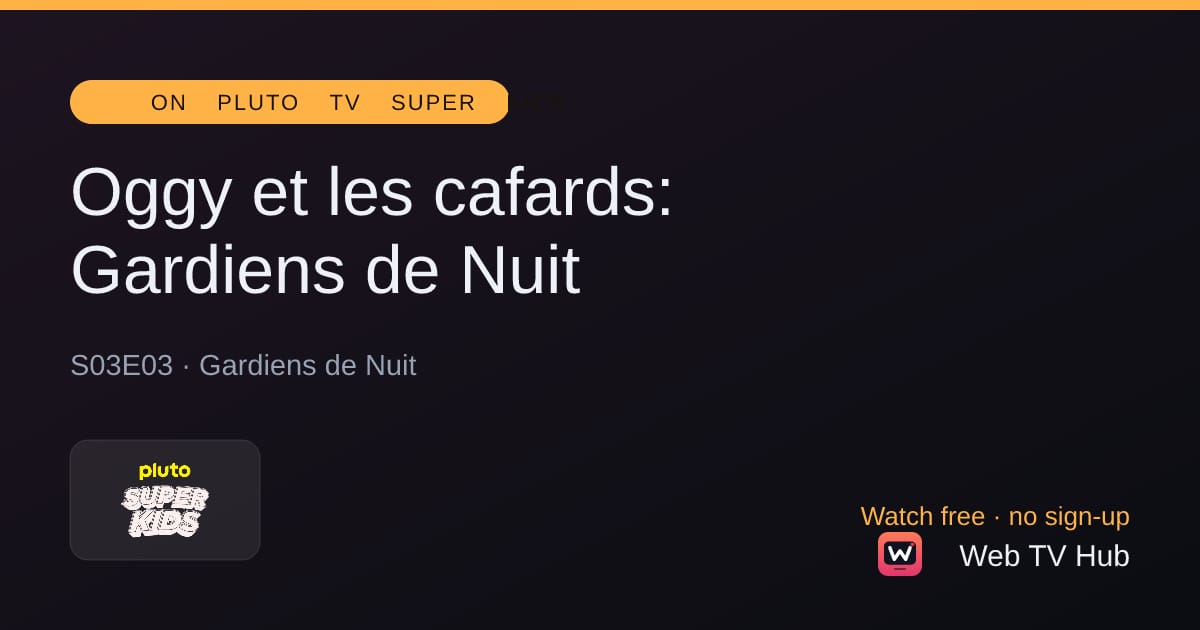 ON PLUTO TV SUPER
Oggy et les cafards:
Gardiens de Nuit
S03E03 · Gardiens de Nuit
pluto
SUPER
KIDS
Watch free · no sign-up
W
Web TV Hub